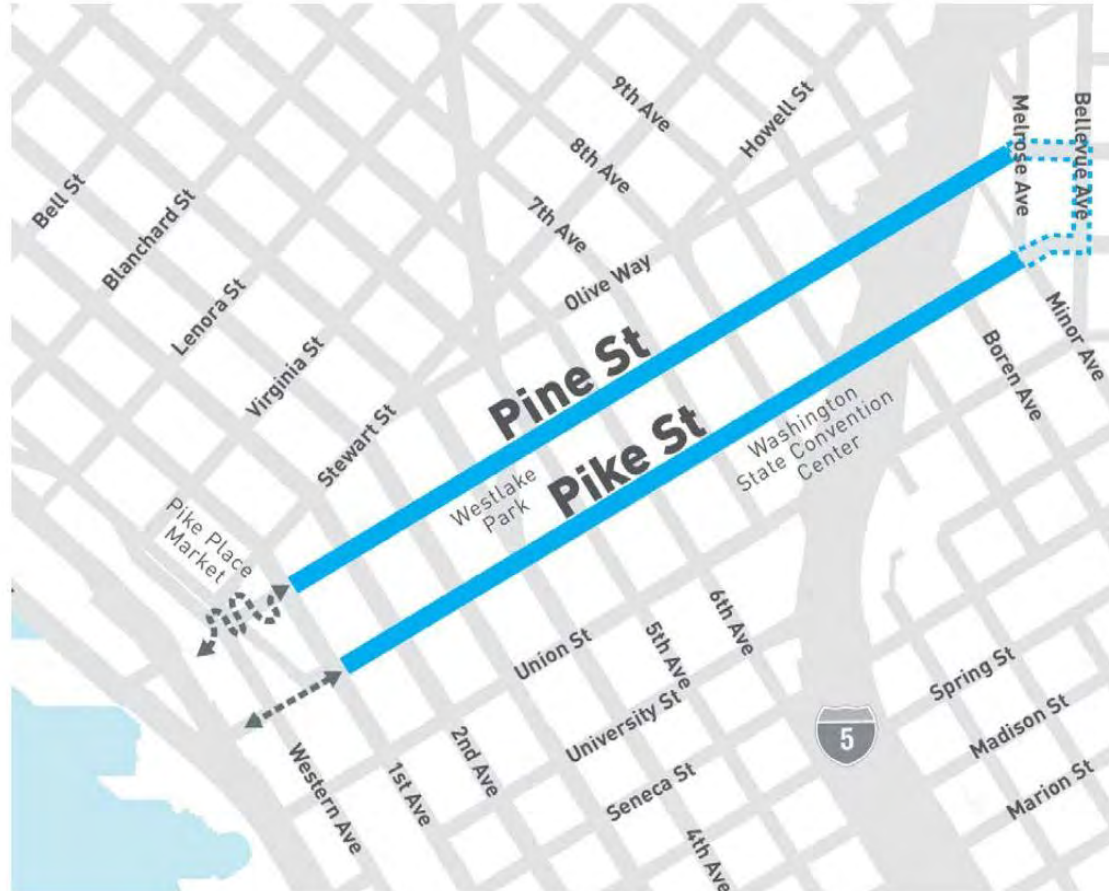 9th Ave
Howell St
Melrose Ave
Bellevue Ave
8th Ave
Bell St
Blanchard St
7th Ave
Lenora St
Olive Way
Virginia St
Minor Ave
Boren Ave
Pine St
Stewart St
Pike St
Westlake
Park
Washington
State Convention
Center
Pike Place
Market
6th Ave
5th Ave
Union St
Spring St
University St
Madison St
5
2nd Ave
Western Ave
1st Ave
Seneca St
Marion St
4th Ave